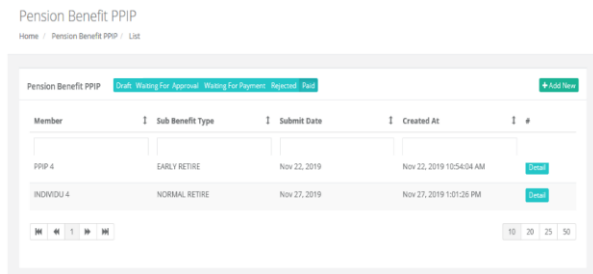 Pension Benefit PPIP
Home / Pension Benefit PPIP / List
Pension Benefit PPIP Draft Waiting For Approval Waiting For Payment Rejected Paid + Add New
Member Sub Benefit Type Submit Date Created At #
PPIP 4 EARLY RETIRE Nov 22, 2019 Nov 22, 2019 10:54:04 AM Detail
INDIVIDU 4 NORMAL RETIRE Nov 27, 2019 Nov 27, 2019 1:01:26 PM Detail
1 10 20 25 50